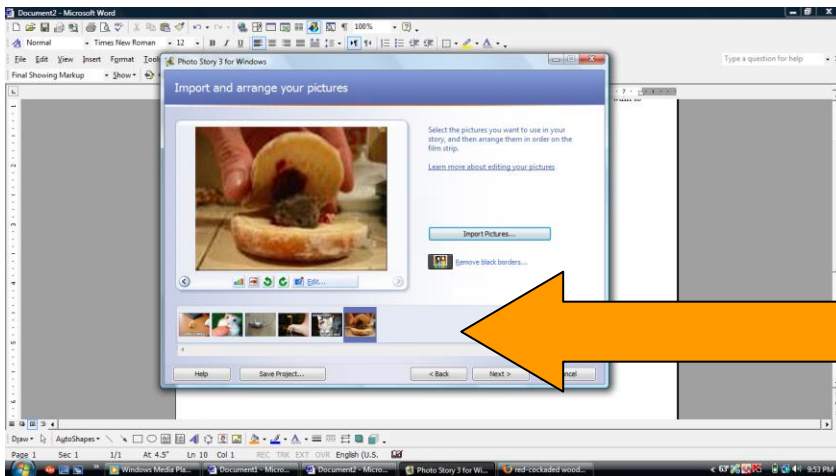 Document2 - Microsoft Word
100%
Normal Times New Roman 12 B I U
File Edit View Insert Format Tools
Type a question for help
Final Showing Markup Show
Photo Story 3 for Windows
Import and arrange your pictures
Select the pictures you want to use in your
story, and then arrange them in order on the
film strip.
Learn more about editing your pictures
Import Pictures...
Remove black borders...
Edit...
Help Save Project... < Back Next >
Draw AutoShapes
Page 1 Sec 1 1/1 At 4.5" Ln 10 Col 1 REC TRK EXT OVR English (U.S.
Windows Media Pla... Document1 - Micro... Document2 - Micro... Photo Story 3 for Wi... red-cockaded wood... 9:53 PM